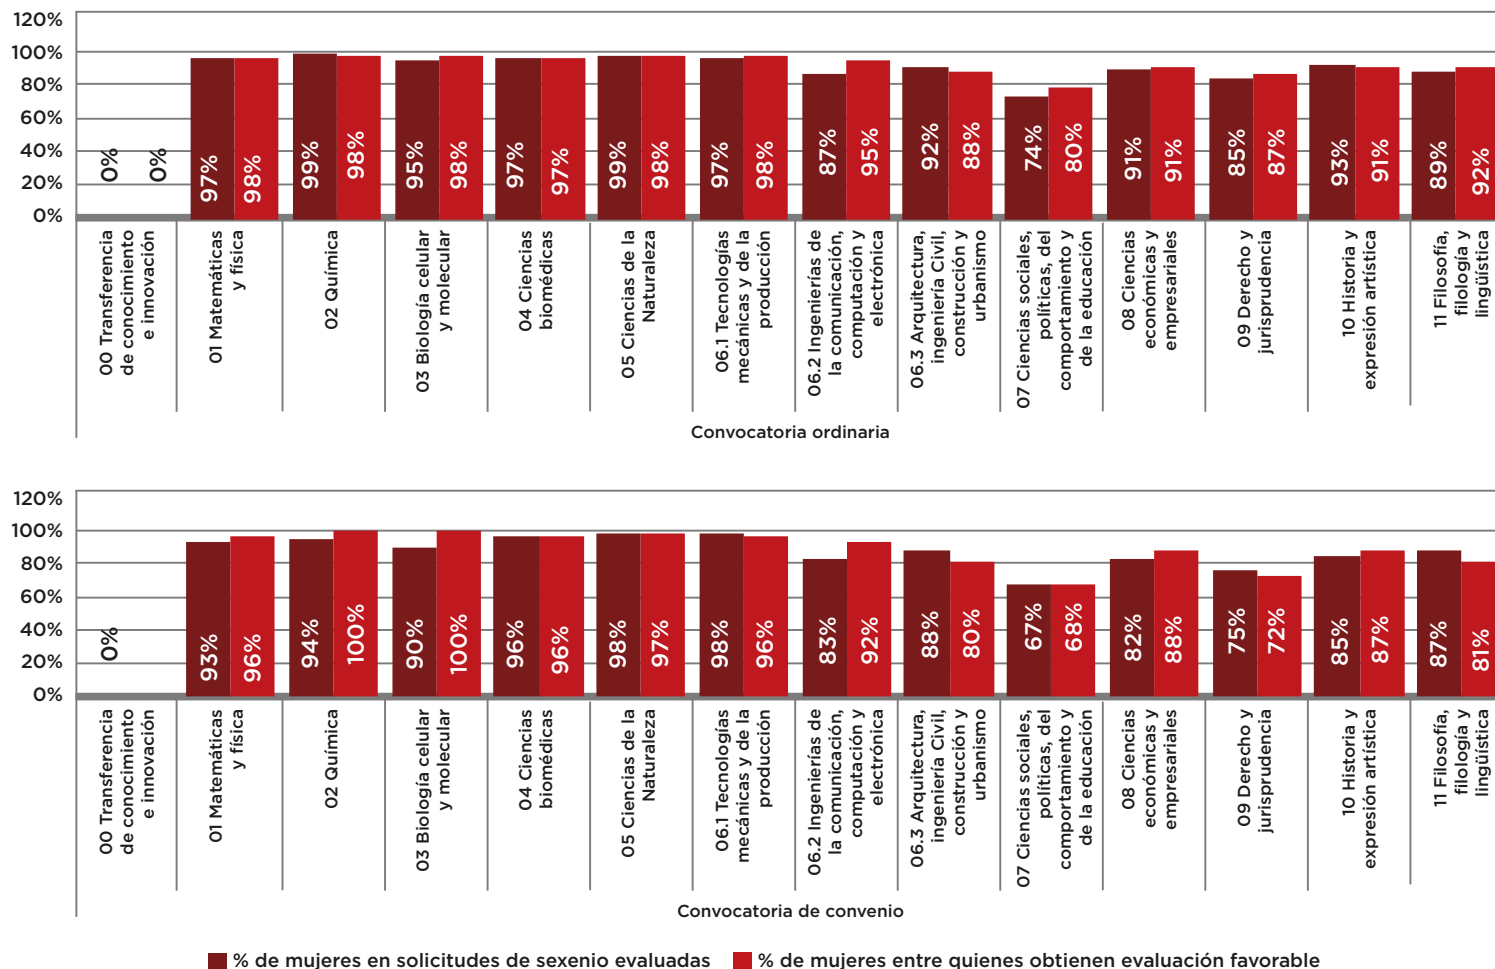 120%
100%
80%
60%
40%
20%
0%
0%
0%
97%
98%
99%
98%
95%
98%
97%
97%
99%
98%
97%
98%
87%
95%
92%
88%
74%
80%
91%
91%
85%
87%
93%
91%
89%
92%
00 Transferencia
de conocimiento
e innovación
01 Matemáticas
y física
02 Química
03 Biología celular
y molecular
04 Ciencias
biomédicas
05 Ciencias de la
Naturaleza
06.1 Tecnologías
mecánicas y de la
producción
06.2 Ingenierías de
la comunicación,
computación y
electrónica
06.3 Arquitectura,
ingeniería Civil,
construcción y
urbanismo
07 Ciencias sociales,
políticas, del
comportamiento y
de la educación
08 Ciencias
económicas y
empresariales
09 Derecho y
jurisprudencia
10 Historia y
expresión artística
11 Filosofía,
filología y
lingüística
Convocatoria ordinaria
120%
100%
80%
60%
40%
20%
0%
0%
93%
96%
94%
100%
90%
100%
96%
96%
98%
97%
98%
96%
83%
92%
88%
80%
67%
68%
82%
88%
75%
72%
85%
87%
87%
81%
00 Transferencia
de conocimiento
e innovación
01 Matemáticas
y física
02 Química
03 Biología celular
y molecular
04 Ciencias
biomédicas
05 Ciencias de la
Naturaleza
06.1 Tecnologías
mecánicas y de la
producción
06.2 Ingenierías de
la comunicación,
computación y
electrónica
06.3 Arquitectura,
ingeniería Civil,
construcción y
urbanismo
07 Ciencias sociales,
políticas, del
comportamiento y
de la educación
08 Ciencias
económicas y
empresariales
09 Derecho y
jurisprudencia
10 Historia y
expresión artística
11 Filosofía,
filología y
lingüística
Convocatoria de convenio
% de mujeres en solicitudes de sexenio evaluadas
% de mujeres entre quienes obtienen evaluación favorable